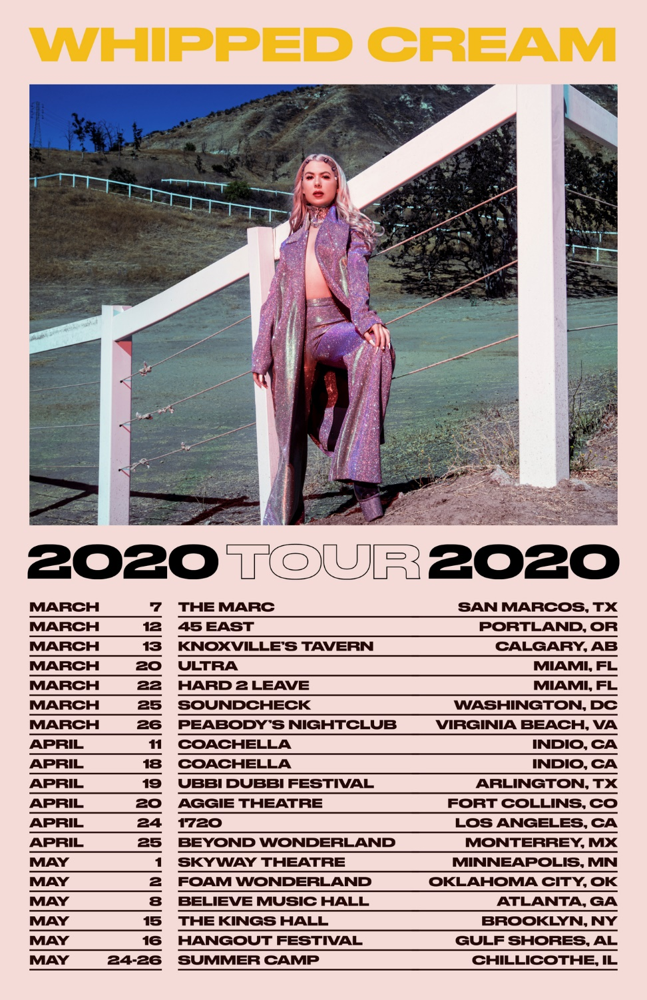 WHIPPED CREAM
2020 TOUR 2020
MARCH 7 THE MARC SAN MARCOS, TX
MARCH 12 45 EAST PORTLAND, OR
MARCH 13 KNOXVILLE'S TAVERN CALGARY, AB
MARCH 20 ULTRA MIAMI, FL
MARCH 22 HARD 2 LEAVE MIAMI, FL
MARCH 25 SOUNDCHECK WASHINGTON, DC
MARCH 26 PEABODY'S NIGHTCLUB VIRGINIA BEACH, VA
APRIL 11 COACHELLA INDIO, CA
APRIL 18 COACHELLA INDIO, CA
APRIL 19 UBBI DUBBI FESTIVAL ARLINGTON, TX
APRIL 20 AGGIE THEATRE FORT COLLINS, CO
APRIL 24 1720 LOS ANGELES, CA
APRIL 25 BEYOND WONDERLAND MONTERREY, MX
MAY 1 SKYWAY THEATRE MINNEAPOLIS, MN
MAY 2 FOAM WONDERLAND OKLAHOMA CITY, OK
MAY 8 BELIEVE MUSIC HALL ATLANTA, GA
MAY 15 THE KINGS HALL BROOKLYN, NY
MAY 16 HANGOUT FESTIVAL GULF SHORES, AL
MAY 24-26 SUMMER CAMP CHILLICOTHE, IL